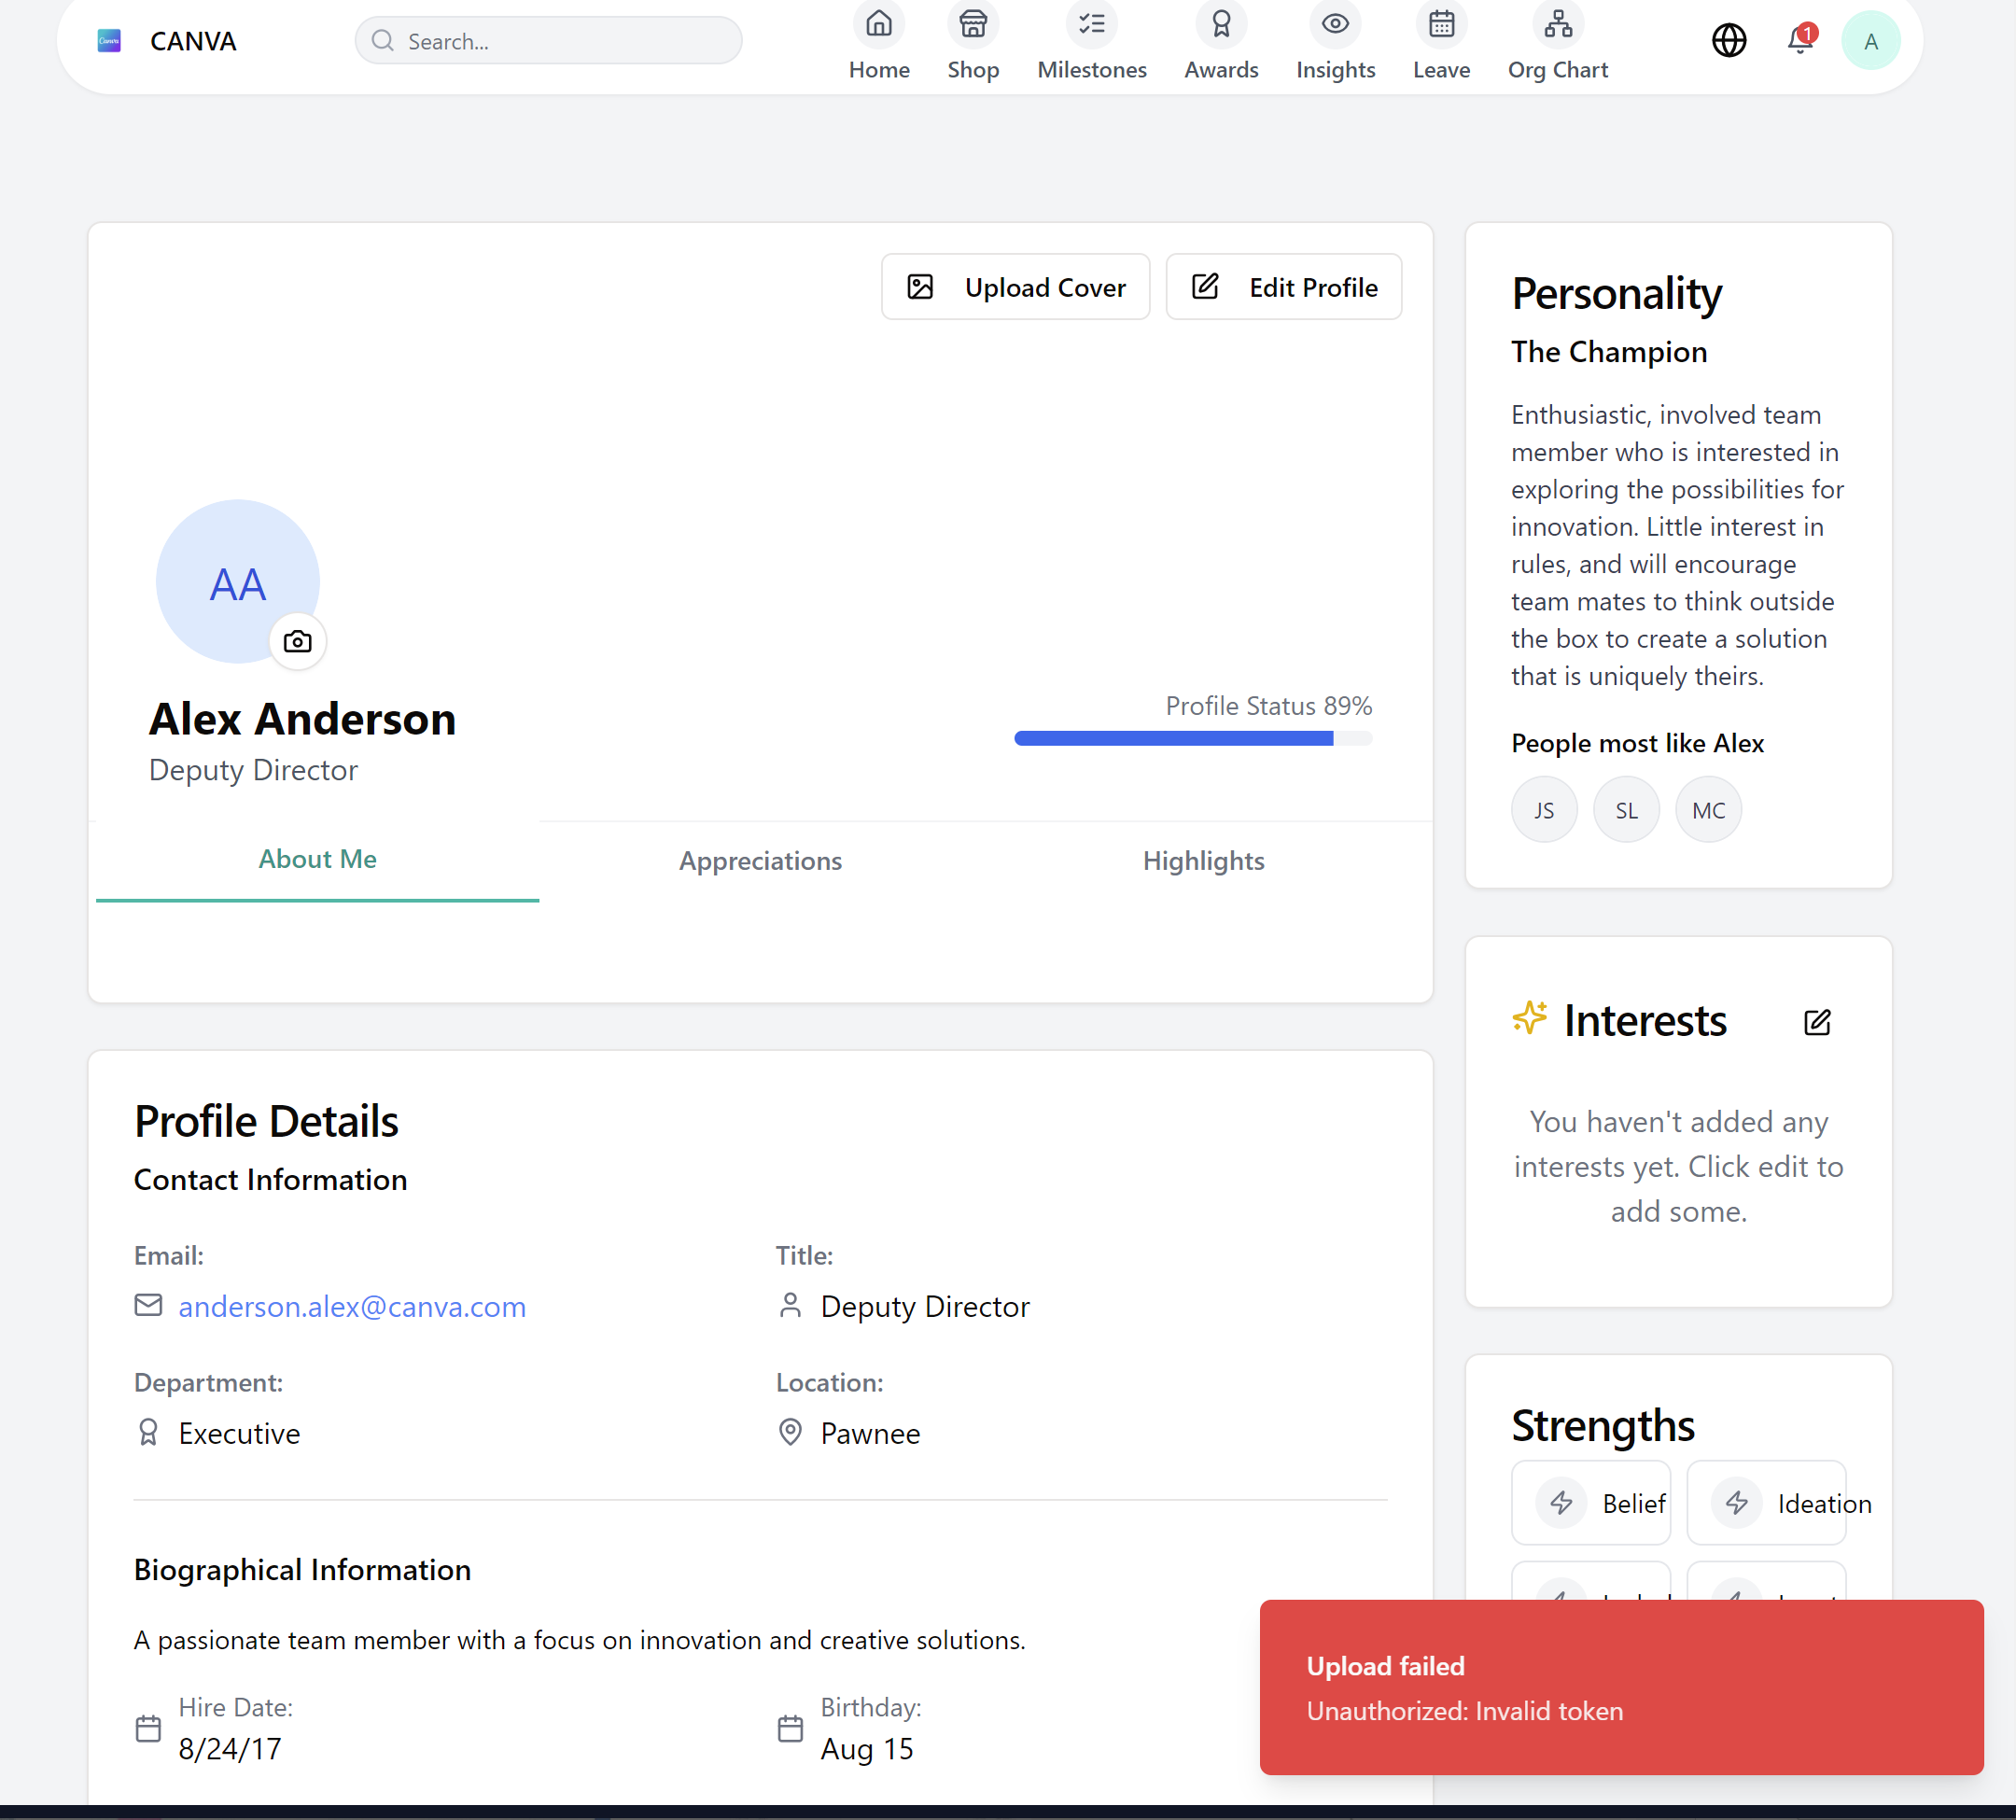 Canva
CANVA
Search...
Home
Shop
Milestones
Awards
Insights
Leave
Org Chart
1
A
Upload Cover
Edit Profile
AA
Alex Anderson
Deputy Director
Profile Status 89%
About Me
Appreciations
Highlights
Profile Details
Contact Information
Email:
anderson.alex@canva.com
Title:
Deputy Director
Department:
Executive
Location:
Pawnee
Biographical Information
A passionate team member with a focus on innovation and creative solutions.
Hire Date:
8/24/17
Birthday:
Aug 15
Personality
The Champion
Enthusiastic, involved team
member who is interested in
exploring the possibilities for
innovation. Little interest in
rules, and will encourage
team mates to think outside
the box to create a solution
that is uniquely theirs.
People most like Alex
JS
SL
MC
Interests
You haven't added any
interests yet. Click edit to
add some.
Strengths
Belief
Ideation
Upload failed
Unauthorized: Invalid token